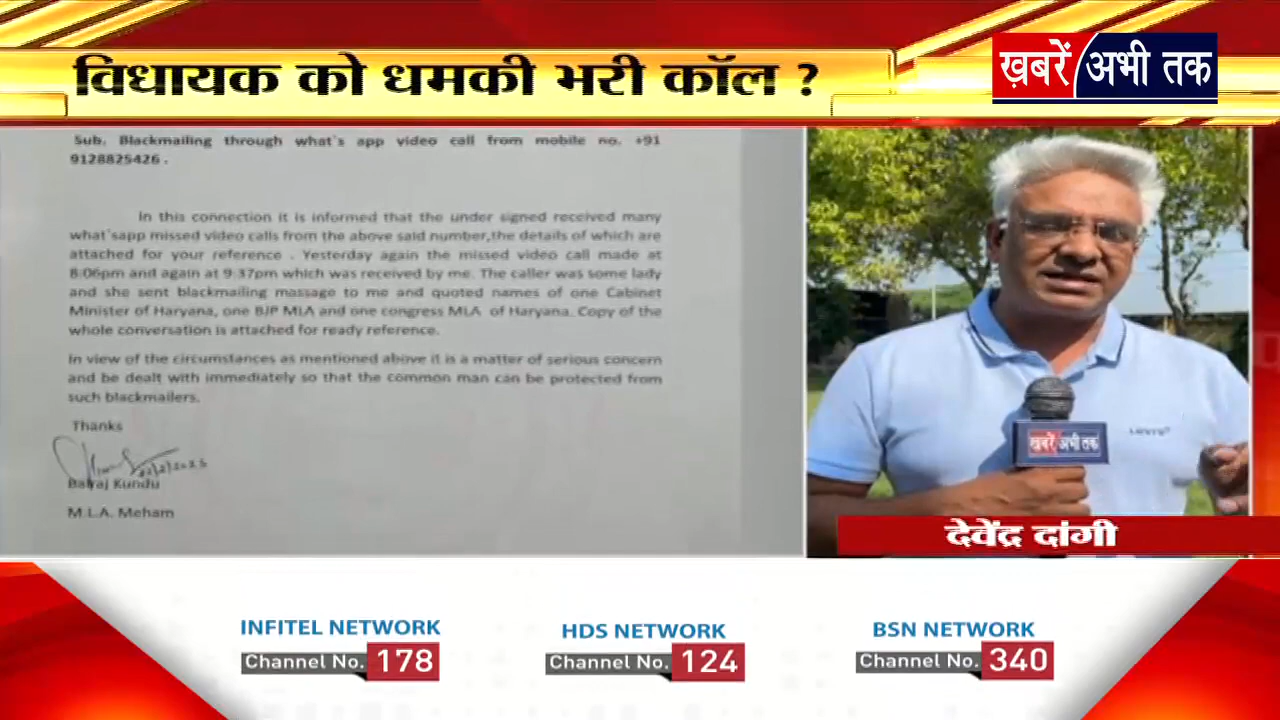 विधायक को धमकी भरी कॉल ?
ख़बरें अभी तक
Sub. Blackmailing through what's app video call from mobile no. +91
9128825426 .
In this connection it is informed that the under signed received many
what'sapp missed video calls from the above said number,the details of which are
attached for your reference . Yesterday again the missed video call made at
8:06pm and again at 9:37pm which was received by me. The caller was some lady
and she sent blackmailing massage to me and quoted names of one Cabinet
Minister of Haryana, one BJP MLA and one congress MLA of Haryana. Copy of the
whole conversation is attached for ready reference.
In view of the circumstances as mentioned above it is a matter of serious concern
and be dealt with immediately so that the common man can be protected from
such blackmailers.
Thanks
Balraj Kundu
M.L.A. Meham
Levi's
ख़बरें अभी तक
देवेंद्र दांगी
INFITEL NETWORK
Channel No. 178
HDS NETWORK
Channel No. 124
BSN NETWORK
Channel No. 340